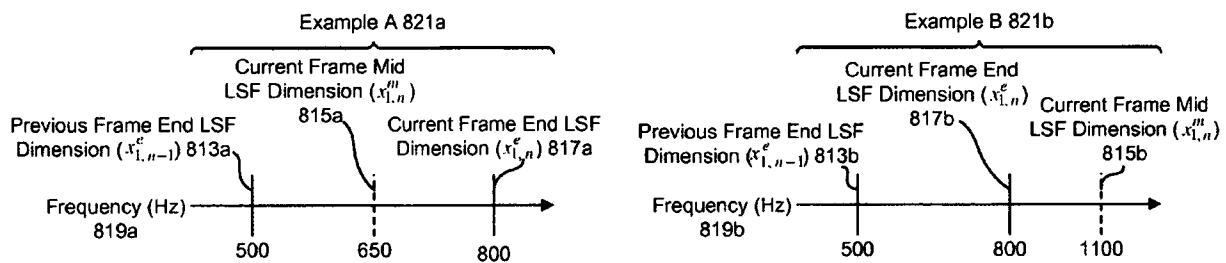 Example A 821a
Current Frame Mid
LSF Dimension (x^m_{1,n})
815a
Previous Frame End LSF
Dimension (x^e_{1,n-1}) 813a
Current Frame End LSF
Dimension (x^e_{1,n}) 817a
Frequency (Hz)
819a
500
650
800
Example B 821b
Current Frame End
LSF Dimension (x^e_{1,n})
817b
Previous Frame End LSF
Dimension (x^e_{1,n-1}) 813b
Current Frame Mid
LSF Dimension (x^m_{1,n})
815b
Frequency (Hz)
819b
500
800
1100